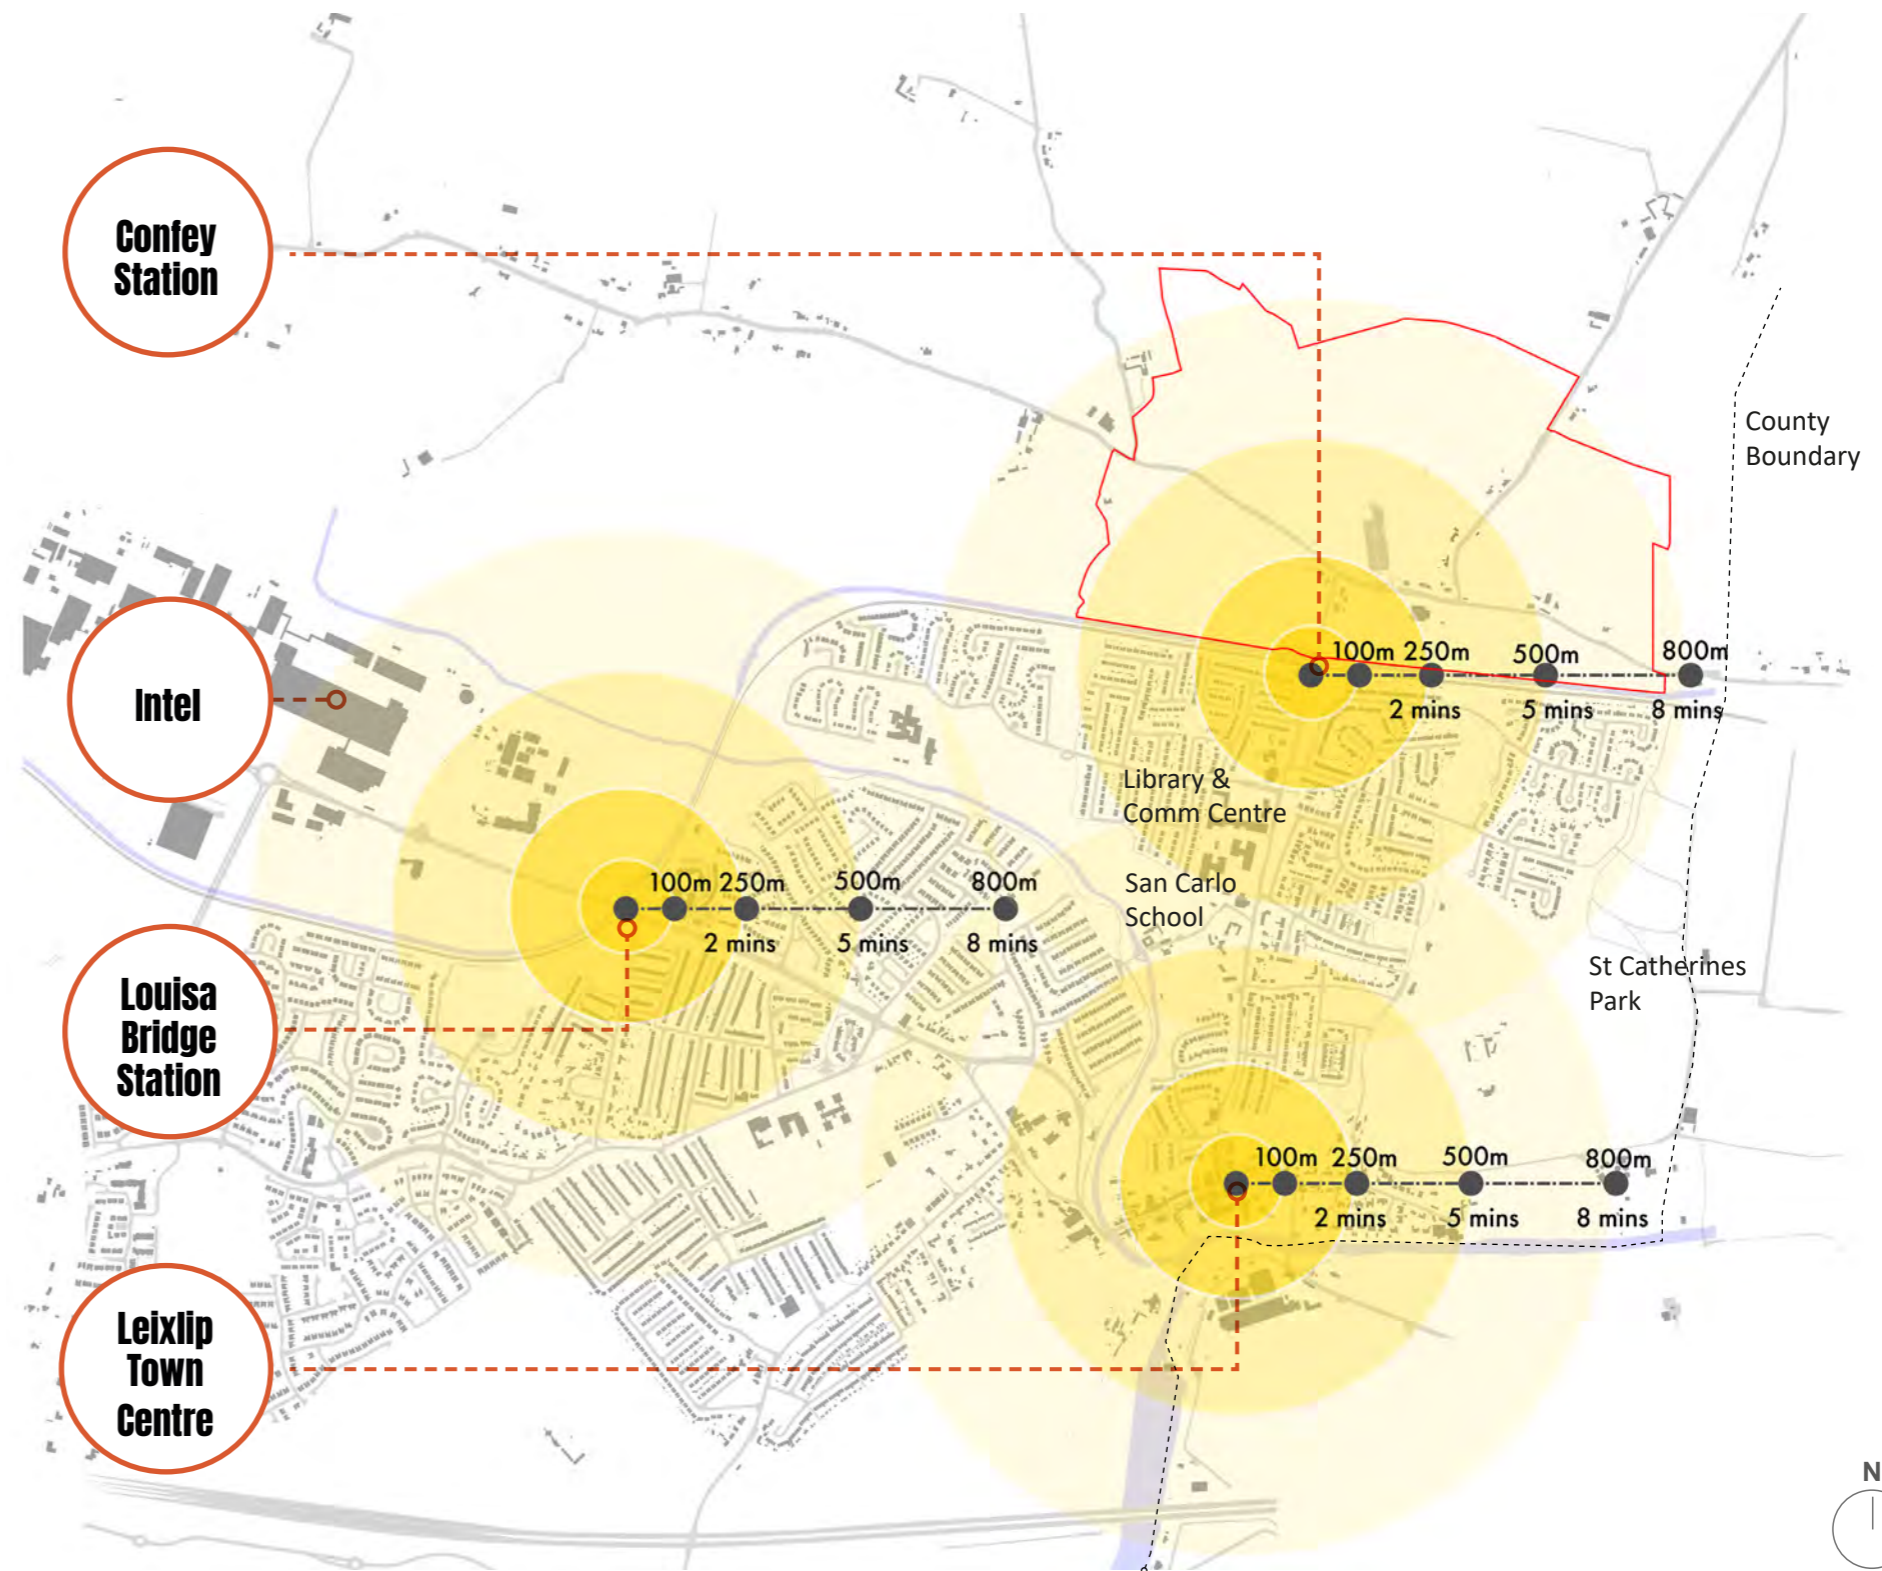 Confey
Station
County
Boundary
100m 250m 500m 800m
2 mins 5 mins 8 mins
Intel
Library &
Comm Centre
100m 250m 500m 800m
2 mins 5 mins 8 mins
San Carlo
School
St Catherines
Park
Louisa
Bridge
Station
100m 250m 500m 800m
2 mins 5 mins 8 mins
Leixlip
Town
Centre
N